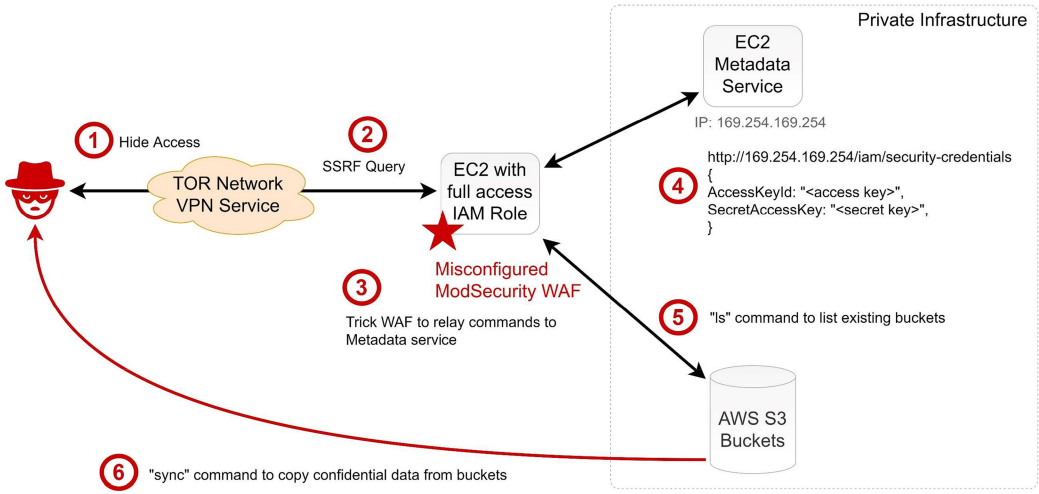 Private Infrastructure
EC2
Metadata
Service
IP: 169.254.169.254
1
Hide Access
2
SSRF Query
TOR Network
VPN Service
EC2 with
full access
IAM Role
Misconfigured
ModSecurity WAF
3
Trick WAF to relay commands to
Metadata service
4
http://169.254.169.254/iam/security-credentials
{
AccessKeyId: "<access key>",
SecretAccessKey: "<secret key>",
}
5
"ls" command to list existing buckets
AWS S3
Buckets
6
"sync" command to copy confidential data from buckets